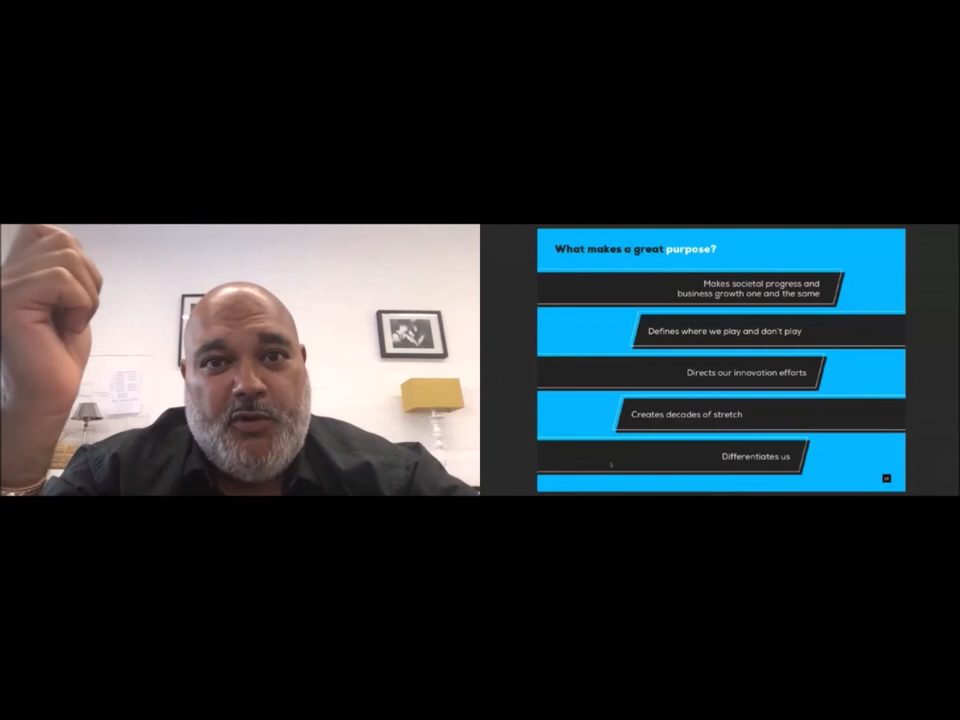 What makes a great purpose?
Makes societal progress and
business growth one and the same
Defines where we play and don't play
Directs our innovation efforts
Creates decades of stretch
Differentiates us